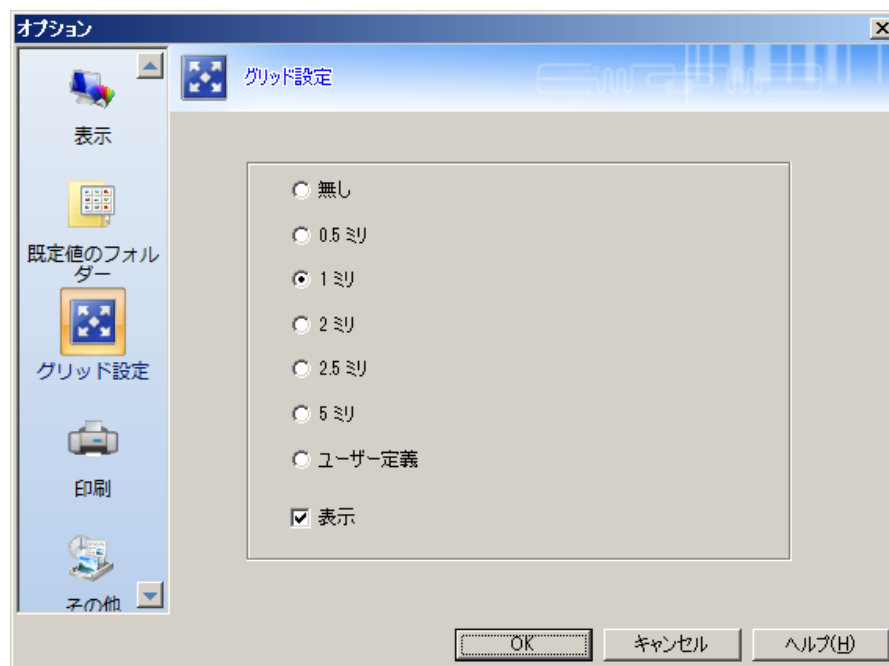 オプション
表示
既定値のフォル
ダー
グリッド設定
印刷
その他
グリッド設定
無し
0.5 ミリ
1 ミリ
2 ミリ
2.5 ミリ
5 ミリ
ユーザー定義
表示
OK
キャンセル
ヘルプ(H)